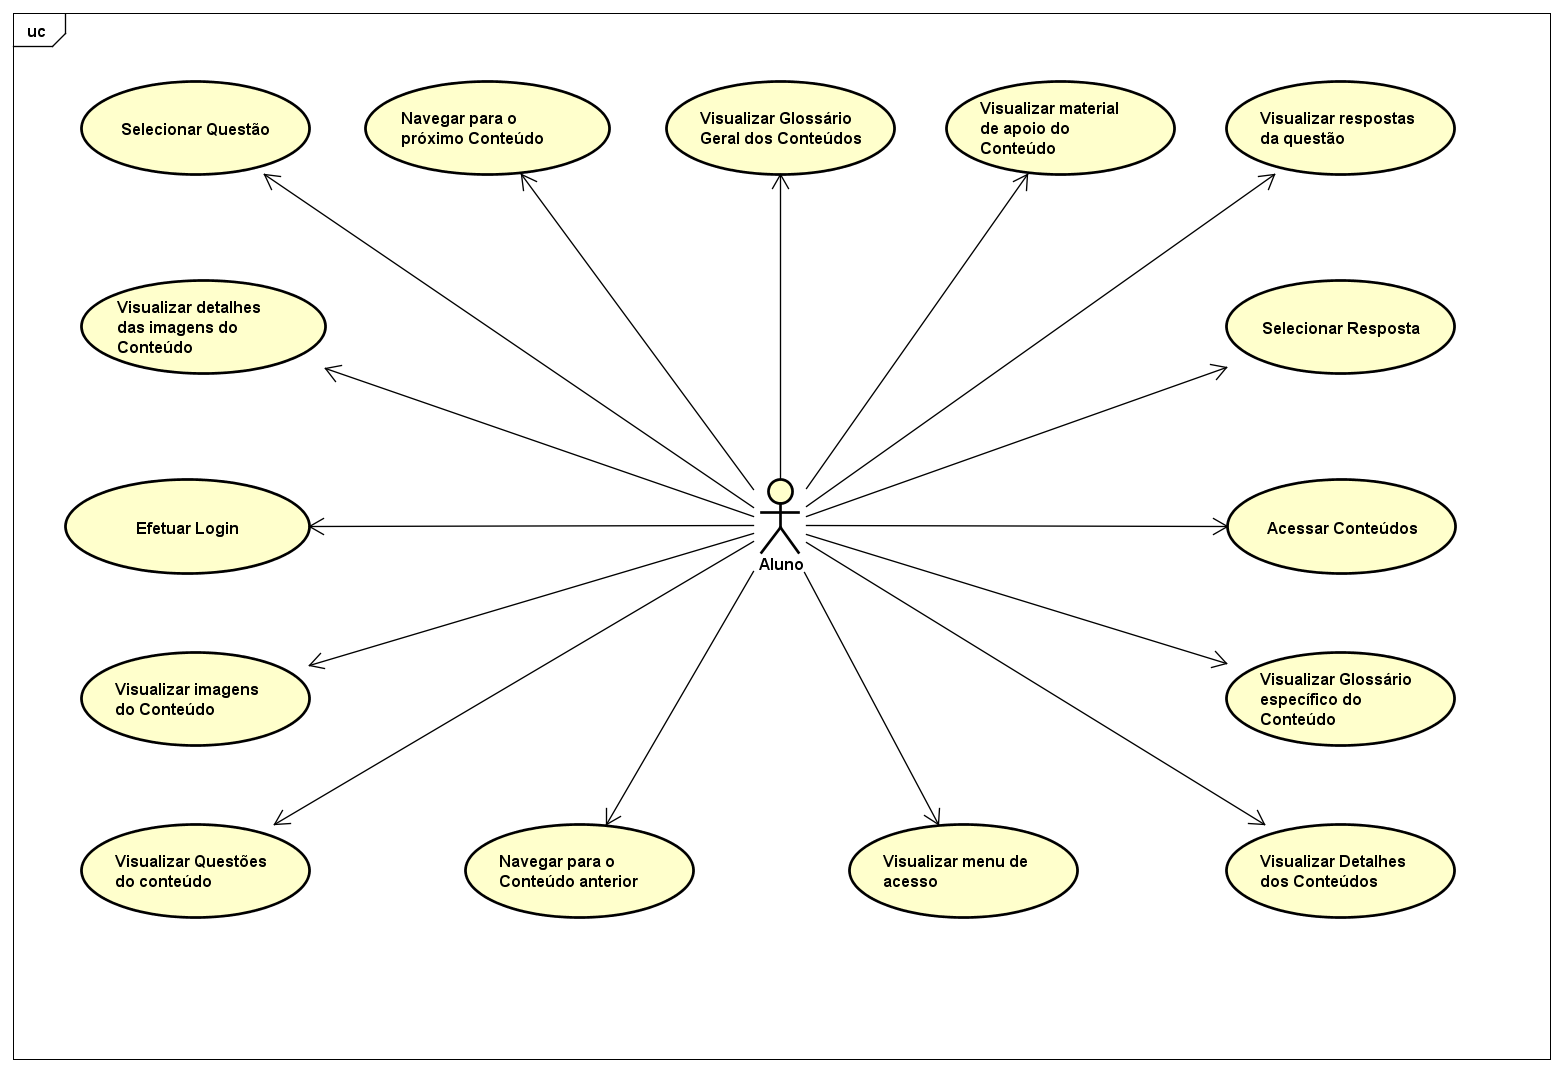 uc
Selecionar Questão
Navegar para o
próximo Conteúdo
Visualizar Glossário
Geral dos Conteúdos
Visualizar material
de apoio do
Conteúdo
Visualizar respostas
da questão
Visualizar detalhes
das imagens do
Conteúdo
Selecionar Resposta
Efetuar Login
Aluno
Acessar Conteúdos
Visualizar imagens
do Conteúdo
Visualizar Glossário
específico do
Conteúdo
Visualizar Questões
do conteúdo
Navegar para o
Conteúdo anterior
Visualizar menu de
acesso
Visualizar Detalhes
dos Conteúdos